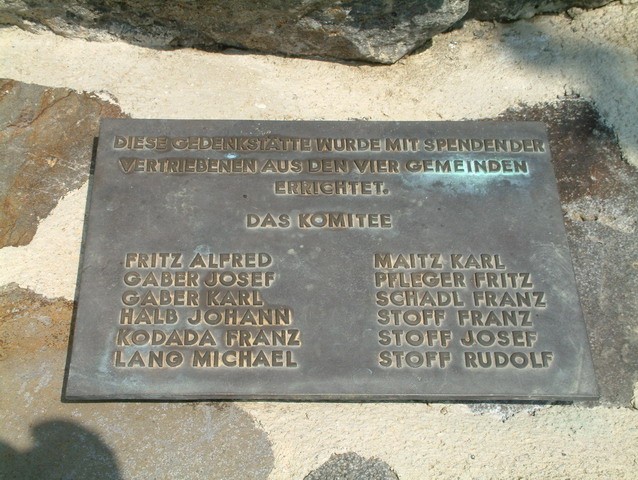 DIESE GEDENKSTÄTTE WURDE MIT SPENDEN DER
VERTRIEBENEN AUS DEN VIER GEMEINDEN
ERRICHTET.
DAS KOMITEE
FRITZ ALFRED
GABER JOSEF
GABER KARL
HALB JOHANN
KODADA FRANZ
LANG MICHAEL
MAITZ KARL
PFLEGER FRITZ
SCHADL FRANZ
STOFF FRANZ
STOFF JOSEF
STOFF RUDOLF